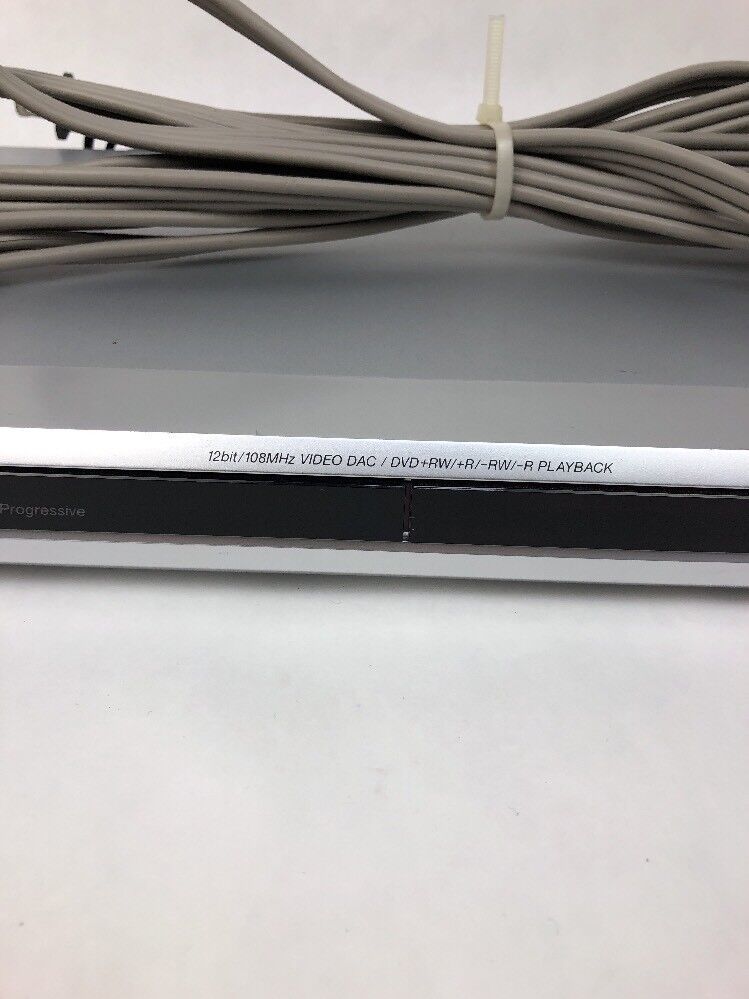 12bit/108MHz VIDEO DAC / DVD+RW/+R/-RW/-R PLAYBACK
Progressive